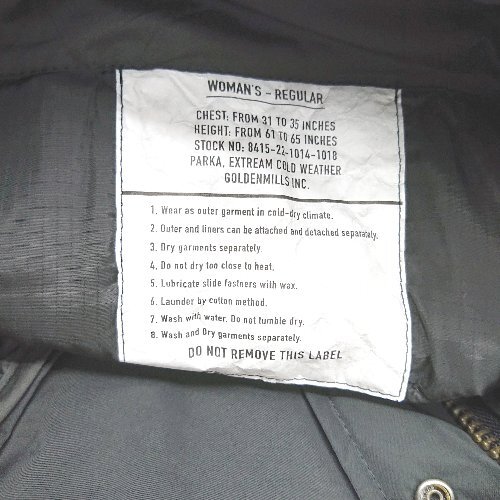 WOMAN'S - REGULAR
CHEST: FROM 31 TO 35 INCHES
HEIGHT: FROM 61 TO 65 INCHES
STOCK NO: 8415-22-1014-1018
PARKA, EXTREAM COLD WEATHER
GOLDENMILLS INC.
1. Wear as outer garment in cold-dry climate.
2. Outer and liners can be attached and detached separately.
3. Dry garments separately.
4. Do not dry too close to heat.
5. Lubricate slide fastners with wax.
6. Launder by cotton method.
7. Wash with water. Do not tumble dry.
8. Wash and Dry garments separately.
DO NOT REMOVE THIS LABEL